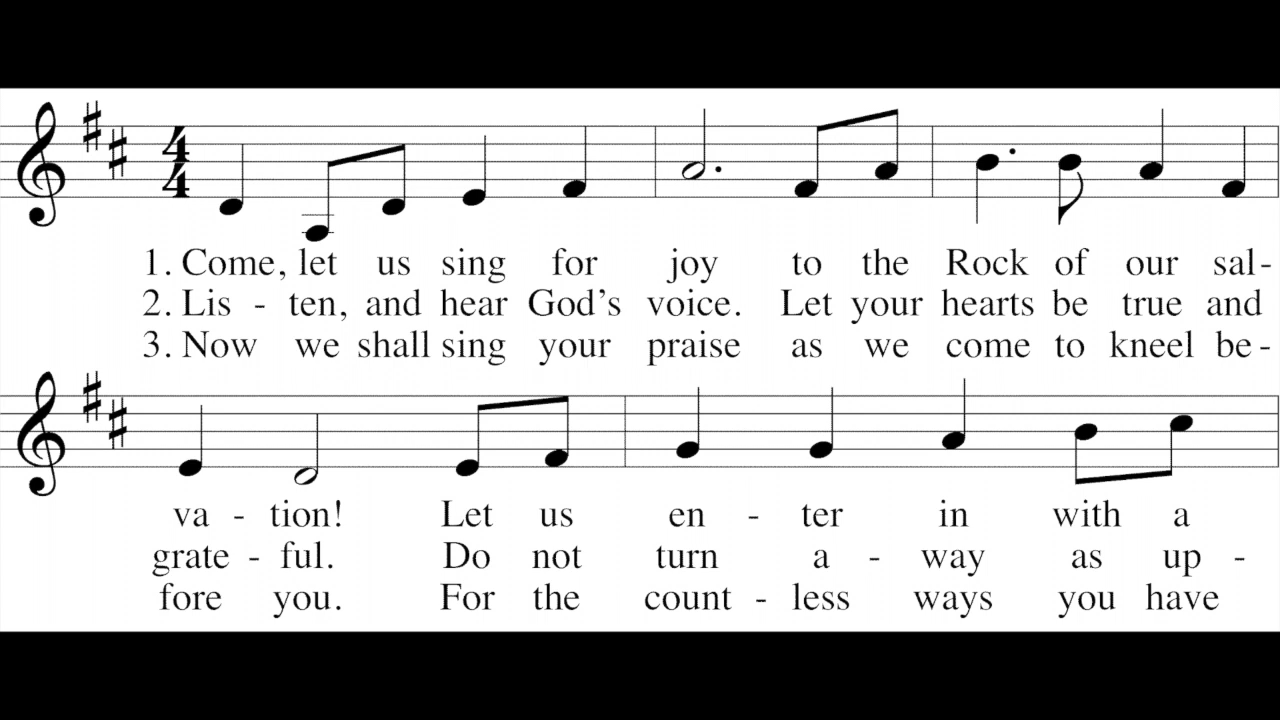 4
4
1. Come, let us sing for joy to the Rock of our sal-
2. Lis - ten, and hear God's voice. Let your hearts be true and
3. Now we shall sing your praise as we come to kneel be-
va - tion! Let us en - ter in with a
grate - ful. Do not turn a - way as up -
fore you. For the count - less ways you have